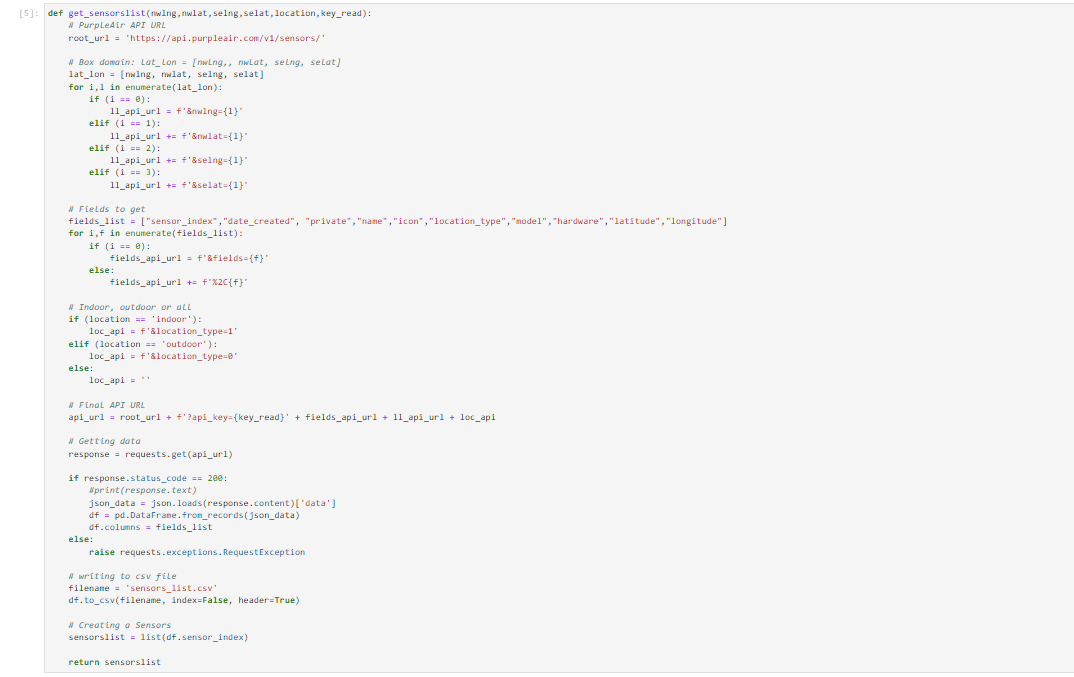 [5]: def get_sensorslist(nwlng,nwlat,selng,selat,location,key_read):
    # PurpleAir API URL
    root_url = 'https://api.purpleair.com/v1/sensors/'

    # Box domain: lat_lon = [nwlng,, nwlat, selng, selat]
    lat_lon = [nwlng, nwlat, selng, selat]
    for i,l in enumerate(lat_lon):
        if (i == 0):
            ll_api_url = f'&nwlng={l}'
        elif (i == 1):
            ll_api_url += f'&nwlat={l}'
        elif (i == 2):
            ll_api_url += f'&selng={l}'
        elif (i == 3):
            ll_api_url += f'&selat={l}'

    # Fields to get
    fields_list = ["sensor_index","date_created", "private","name","icon","location_type","model","hardware","latitude","longitude"]
    for i,f in enumerate(fields_list):
        if (i == 0):
            fields_api_url = f'&fields={f}'
        else:
            fields_api_url += f'%2C{f}'

    # Indoor, outdoor or all
    if (location == 'indoor'):
        loc_api = f'&location_type=1'
    elif (location == 'outdoor'):
        loc_api = f'&location_type=0'
    else:
        loc_api = ''

    # Final API URL
    api_url = root_url + f'?api_key={key_read}' + fields_api_url + ll_api_url + loc_api

    # Getting data
    response = requests.get(api_url)

    if response.status_code == 200:
        #print(response.text)
        json_data = json.loads(response.content)['data']
        df = pd.DataFrame.from_records(json_data)
        df.columns = fields_list
    else:
        raise requests.exceptions.RequestException

    # writing to csv file
    filename = 'sensors_list.csv'
    df.to_csv(filename, index=False, header=True)

    # Creating a Sensors
    sensorslist = list(df.sensor_index)

    return sensorslist